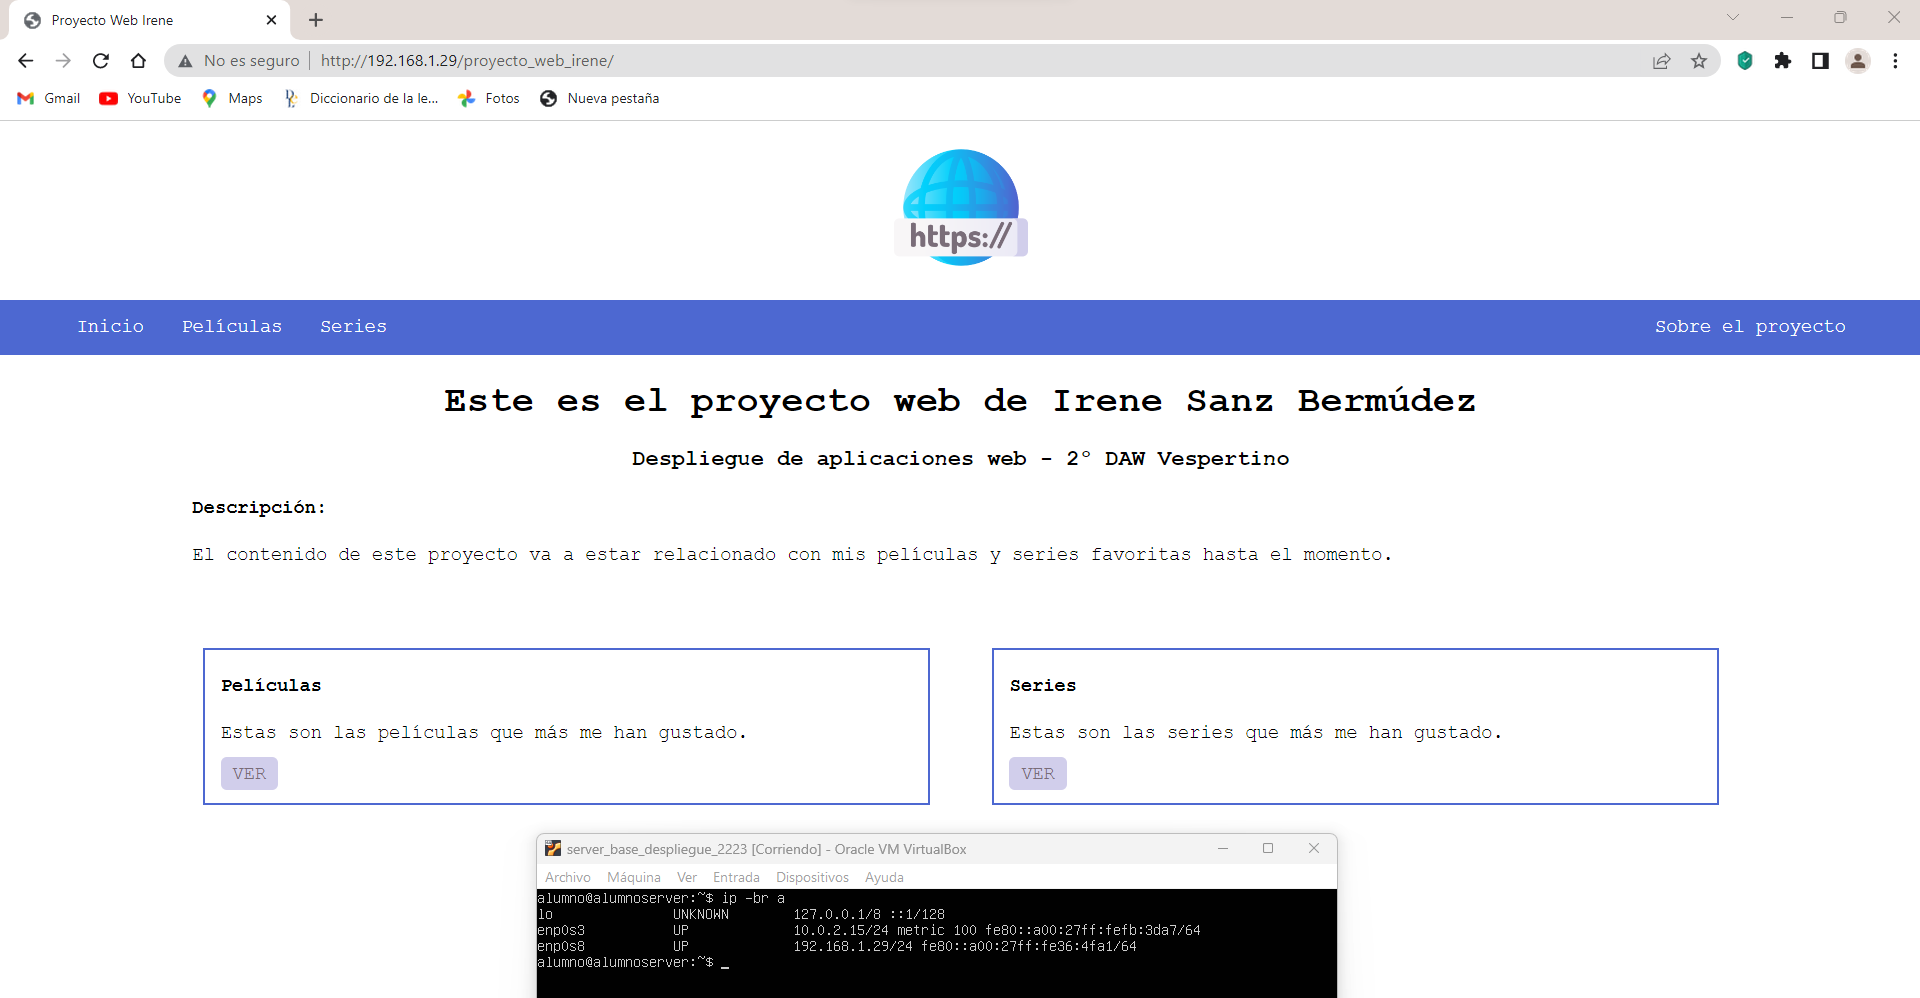 Proyecto Web Irene
No es seguro http://192.168.1.29/proyecto_web_irene/
Gmail YouTube Maps Diccionario de la le... Fotos Nueva pestaña
https://
Inicio Películas Series Sobre el proyecto
Este es el proyecto web de Irene Sanz Bermúdez
Despliegue de aplicaciones web - 2º DAW Vespertino
Descripción:
El contenido de este proyecto va a estar relacionado con mis películas y series favoritas hasta el momento.
Películas
Estas son las películas que más me han gustado.
VER
Series
Estas son las series que más me han gustado.
VER
server_base_despliegue_2223 [Corriendo] - Oracle VM VirtualBox
Archivo Máquina Ver Entrada Dispositivos Ayuda
alumno@alumnoserver:~$ ip -br a
lo UNKNOWN 127.0.0.1/8 ::1/128
enp0s3 UP 10.0.2.15/24 metric 100 fe80::a00:27ff:fefb:3da7/64
enp0s8 UP 192.168.1.29/24 fe80::a00:27ff:fe36:4fa1/64
alumno@alumnoserver:~$ _